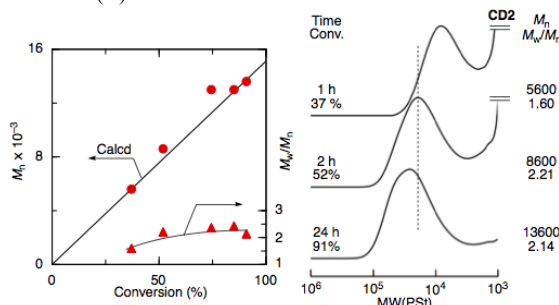 16
8
0
Mn x 10⁻³
Calcd
Mw/Mn
3
2
1
0
50
100
Conversion (%)
Time
Conv.
CD2
Mn
Mw/Mn
1 h
37 %
5600
1.60
2 h
52%
8600
2.21
24 h
91%
13600
2.14
10⁶
10⁵
10⁴
10³
MW(PSt)